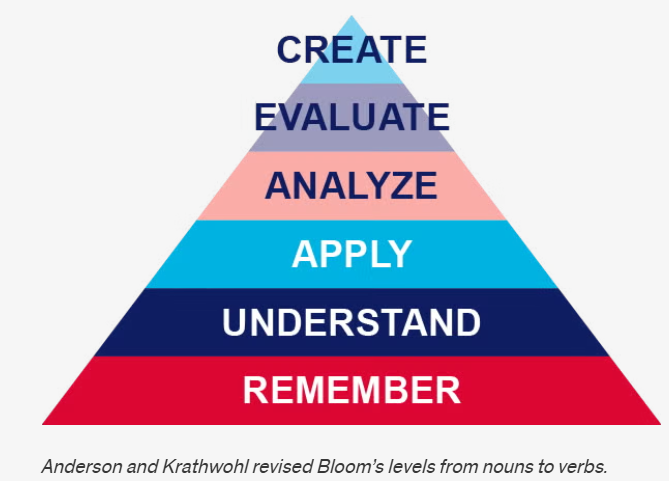 CREATE
EVALUATE
ANALYZE
APPLY
UNDERSTAND
REMEMBER
Anderson and Krathwohl revised Bloom's levels from nouns to verbs.